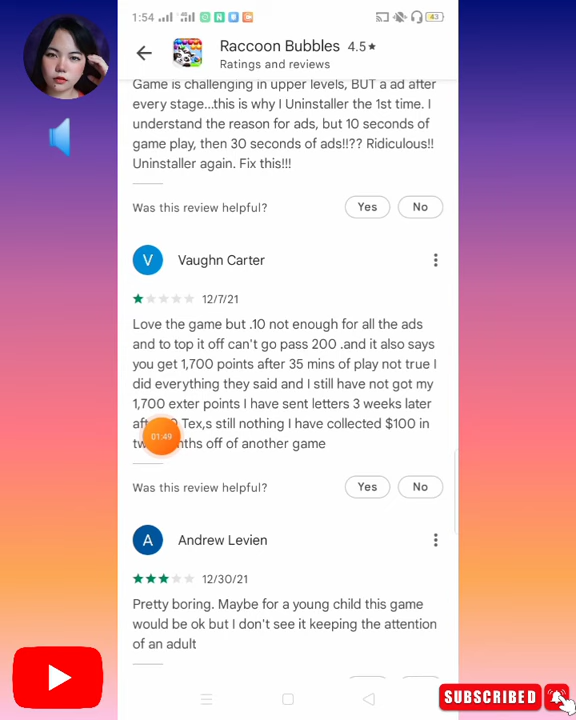 1:54
43
Raccoon Bubbles 4.5★
Ratings and reviews
Game is challenging in upper levels, BUT a ad after
every stage...this is why I Uninstaller the 1st time. I
understand the reason for ads, but 10 seconds of
game play, then 30 seconds of ads!!?? Ridiculous!!
Uninstaller again. Fix this!!!
Was this review helpful?
Yes
No
V
Vaughn Carter
12/7/21
Love the game but .10 not enough for all the ads
and to top it off can't go pass 200 .and it also says
you get 1,700 points after 35 mins of play not true I
did everything they said and I still have not got my
1,700 exter points I have sent letters 3 weeks later
Tex,s still nothing I have collected $100 in
01:49
off of another game
Was this review helpful?
Yes
No
A
Andrew Levien
12/30/21
Pretty boring. Maybe for a young child this game
would be ok but I don't see it keeping the attention
of an adult
SUBSCRIBED